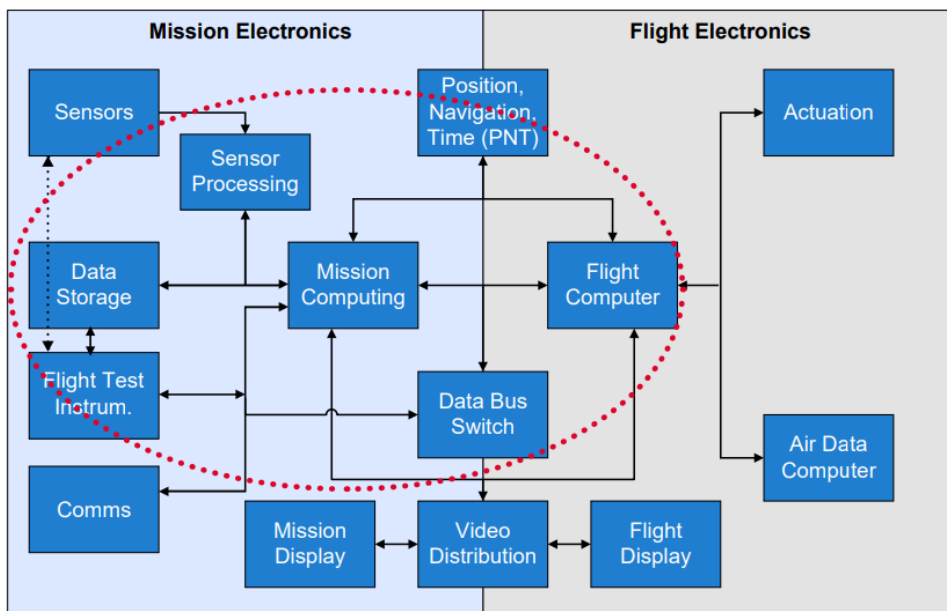 Mission Electronics
Flight Electronics
Sensors
Position,
Navigation,
Time (PNT)
Actuation
Sensor
Processing
Data
Storage
Mission
Computing
Flight
Computer
Flight Test
Instrum.
Data Bus
Switch
Air Data
Computer
Comms
Mission
Display
Video
Distribution
Flight
Display